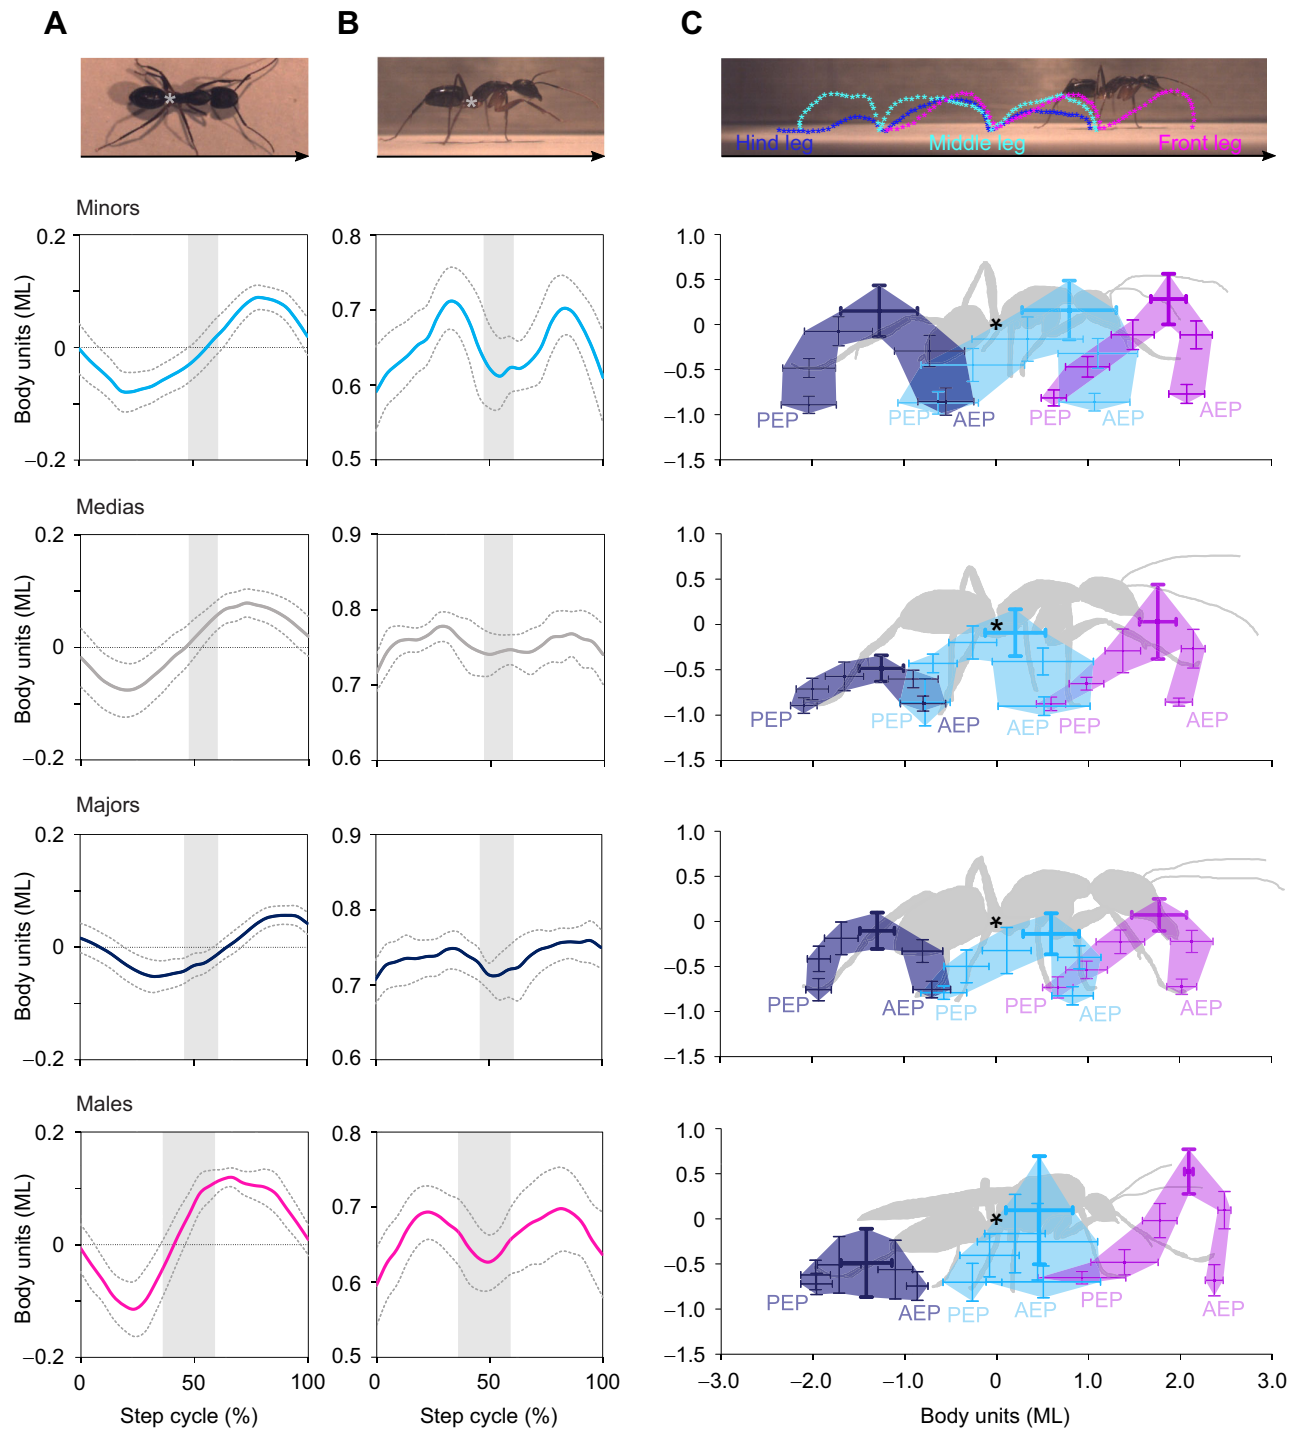 A
B
C
*
*
Hind leg
Middle leg
Front leg
Minors
Body units (ML)
0.2
0
–0.2
0.8
0.7
0.6
0.5
1.0
0.5
0
–0.5
–1.0
–1.5
*
PEP
PEP
AEP
PEP
AEP
AEP
Medias
Body units (ML)
0.2
0
–0.2
0.9
0.8
0.7
0.6
1.0
0.5
0
–0.5
–1.0
–1.5
*
PEP
PEP
AEP
AEP
PEP
AEP
Majors
Body units (ML)
0.2
0
–0.2
0.9
0.8
0.7
0.6
1.0
0.5
0
–0.5
–1.0
–1.5
*
PEP
AEP
PEP
PEP
AEP
AEP
Males
Body units (ML)
0.2
0
–0.2
0.8
0.7
0.6
0.5
1.0
0.5
0
–0.5
–1.0
–1.5
*
PEP
AEP
PEP
AEP
PEP
AEP
0 50 100
Step cycle (%)
0 50 100
Step cycle (%)
–3.0 –2.0 –1.0 0 1.0 2.0 3.0
Body units (ML)